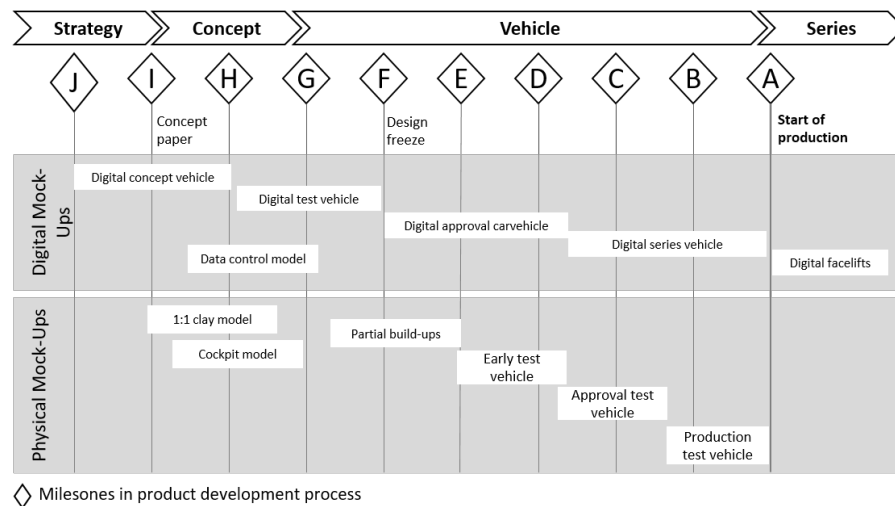 Strategy
Concept
Vehicle
Series
J
I
H
G
F
E
D
C
B
A
Concept
paper
Design
freeze
Start of
production
Digital Mock-
Ups
Digital concept vehicle
Digital test vehicle
Digital approval carvehicle
Digital series vehicle
Data control model
Digital facelifts
Physical Mock-Ups
1:1 clay model
Partial build-ups
Cockpit model
Early test
vehicle
Approval test
vehicle
Production
test vehicle
Milesones in product development process